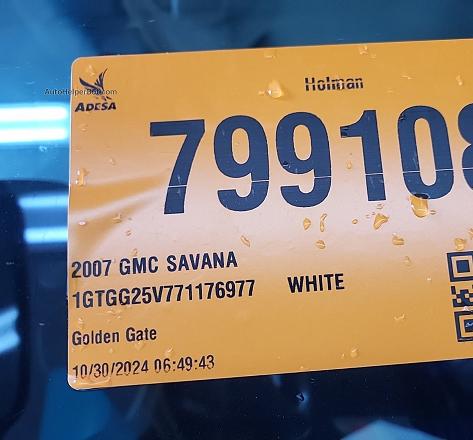 Holman
AutoHelperBot.com
ADESA
799108
2007 GMC SAVANA
1GTGG25V771176977 WHITE
Golden Gate
10/30/2024 06:49:43